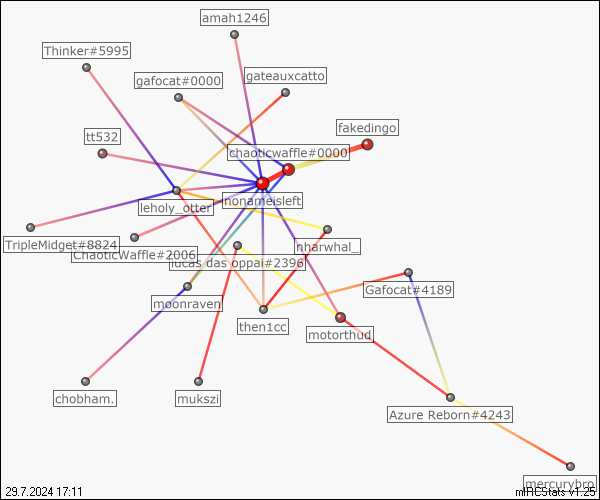 amah1246
Thinker#5995
gafocat#0000
gateauxcatto
fakedingo
tt532
chaoticwaffle#0000
leholy_otter
nonameisleft
TripleMidget#8824
ChaoticWaffle#2006
lucas das oppai#2396
nharwhal_
moonraven
Gafocat#4189
then1cc
motorthud
chobham.
mukszi
Azure Reborn#4243
mercurybro
29.7.2024 17:11
mIRCStats v1.25